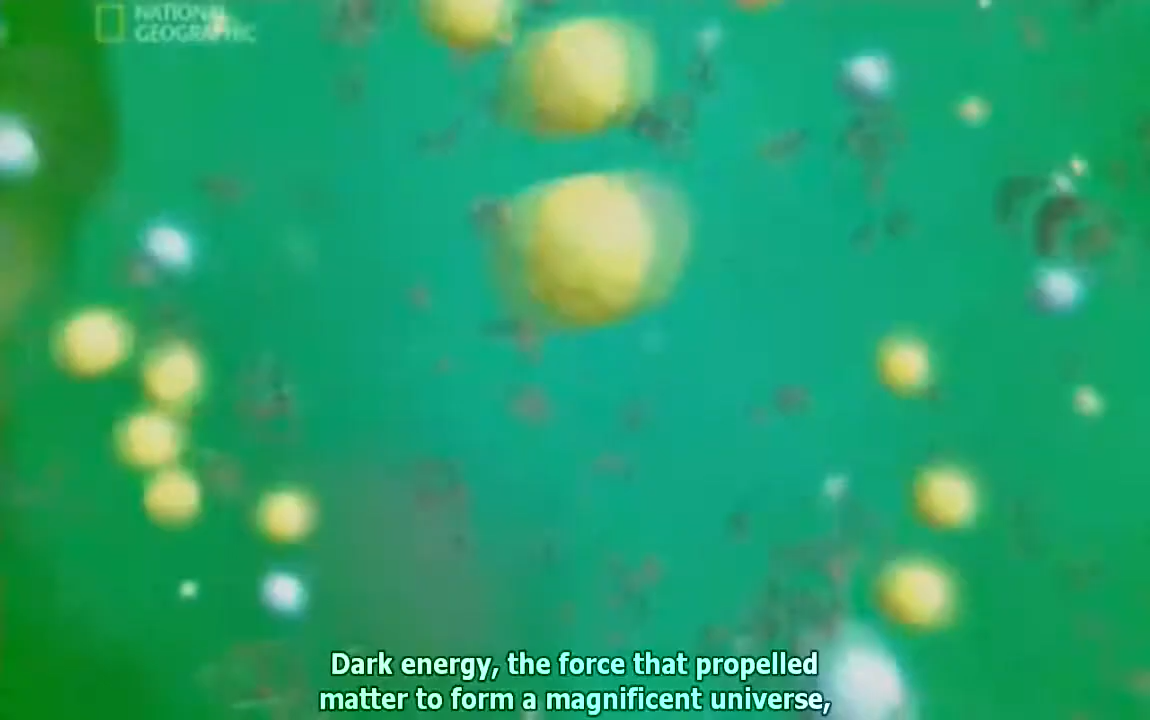 NATIONAL
GEOGRAPHIC
Dark energy, the force that propelled
matter to form a magnificent universe,